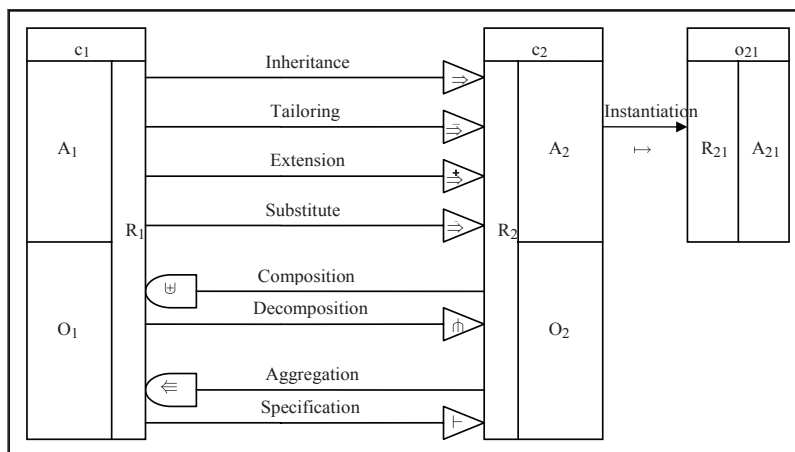 c₁
c₂
o₂₁
Inheritance
⇒
Tailoring
⇒̄
Extension
⇒⁺
Substitute
⇒̃
A₁
R₁
R₂
A₂
Instantiation
↦
R₂₁
A₂₁
Composition
⊎
Decomposition
⋔
O₁
O₂
Aggregation
⇚
Specification
⊢